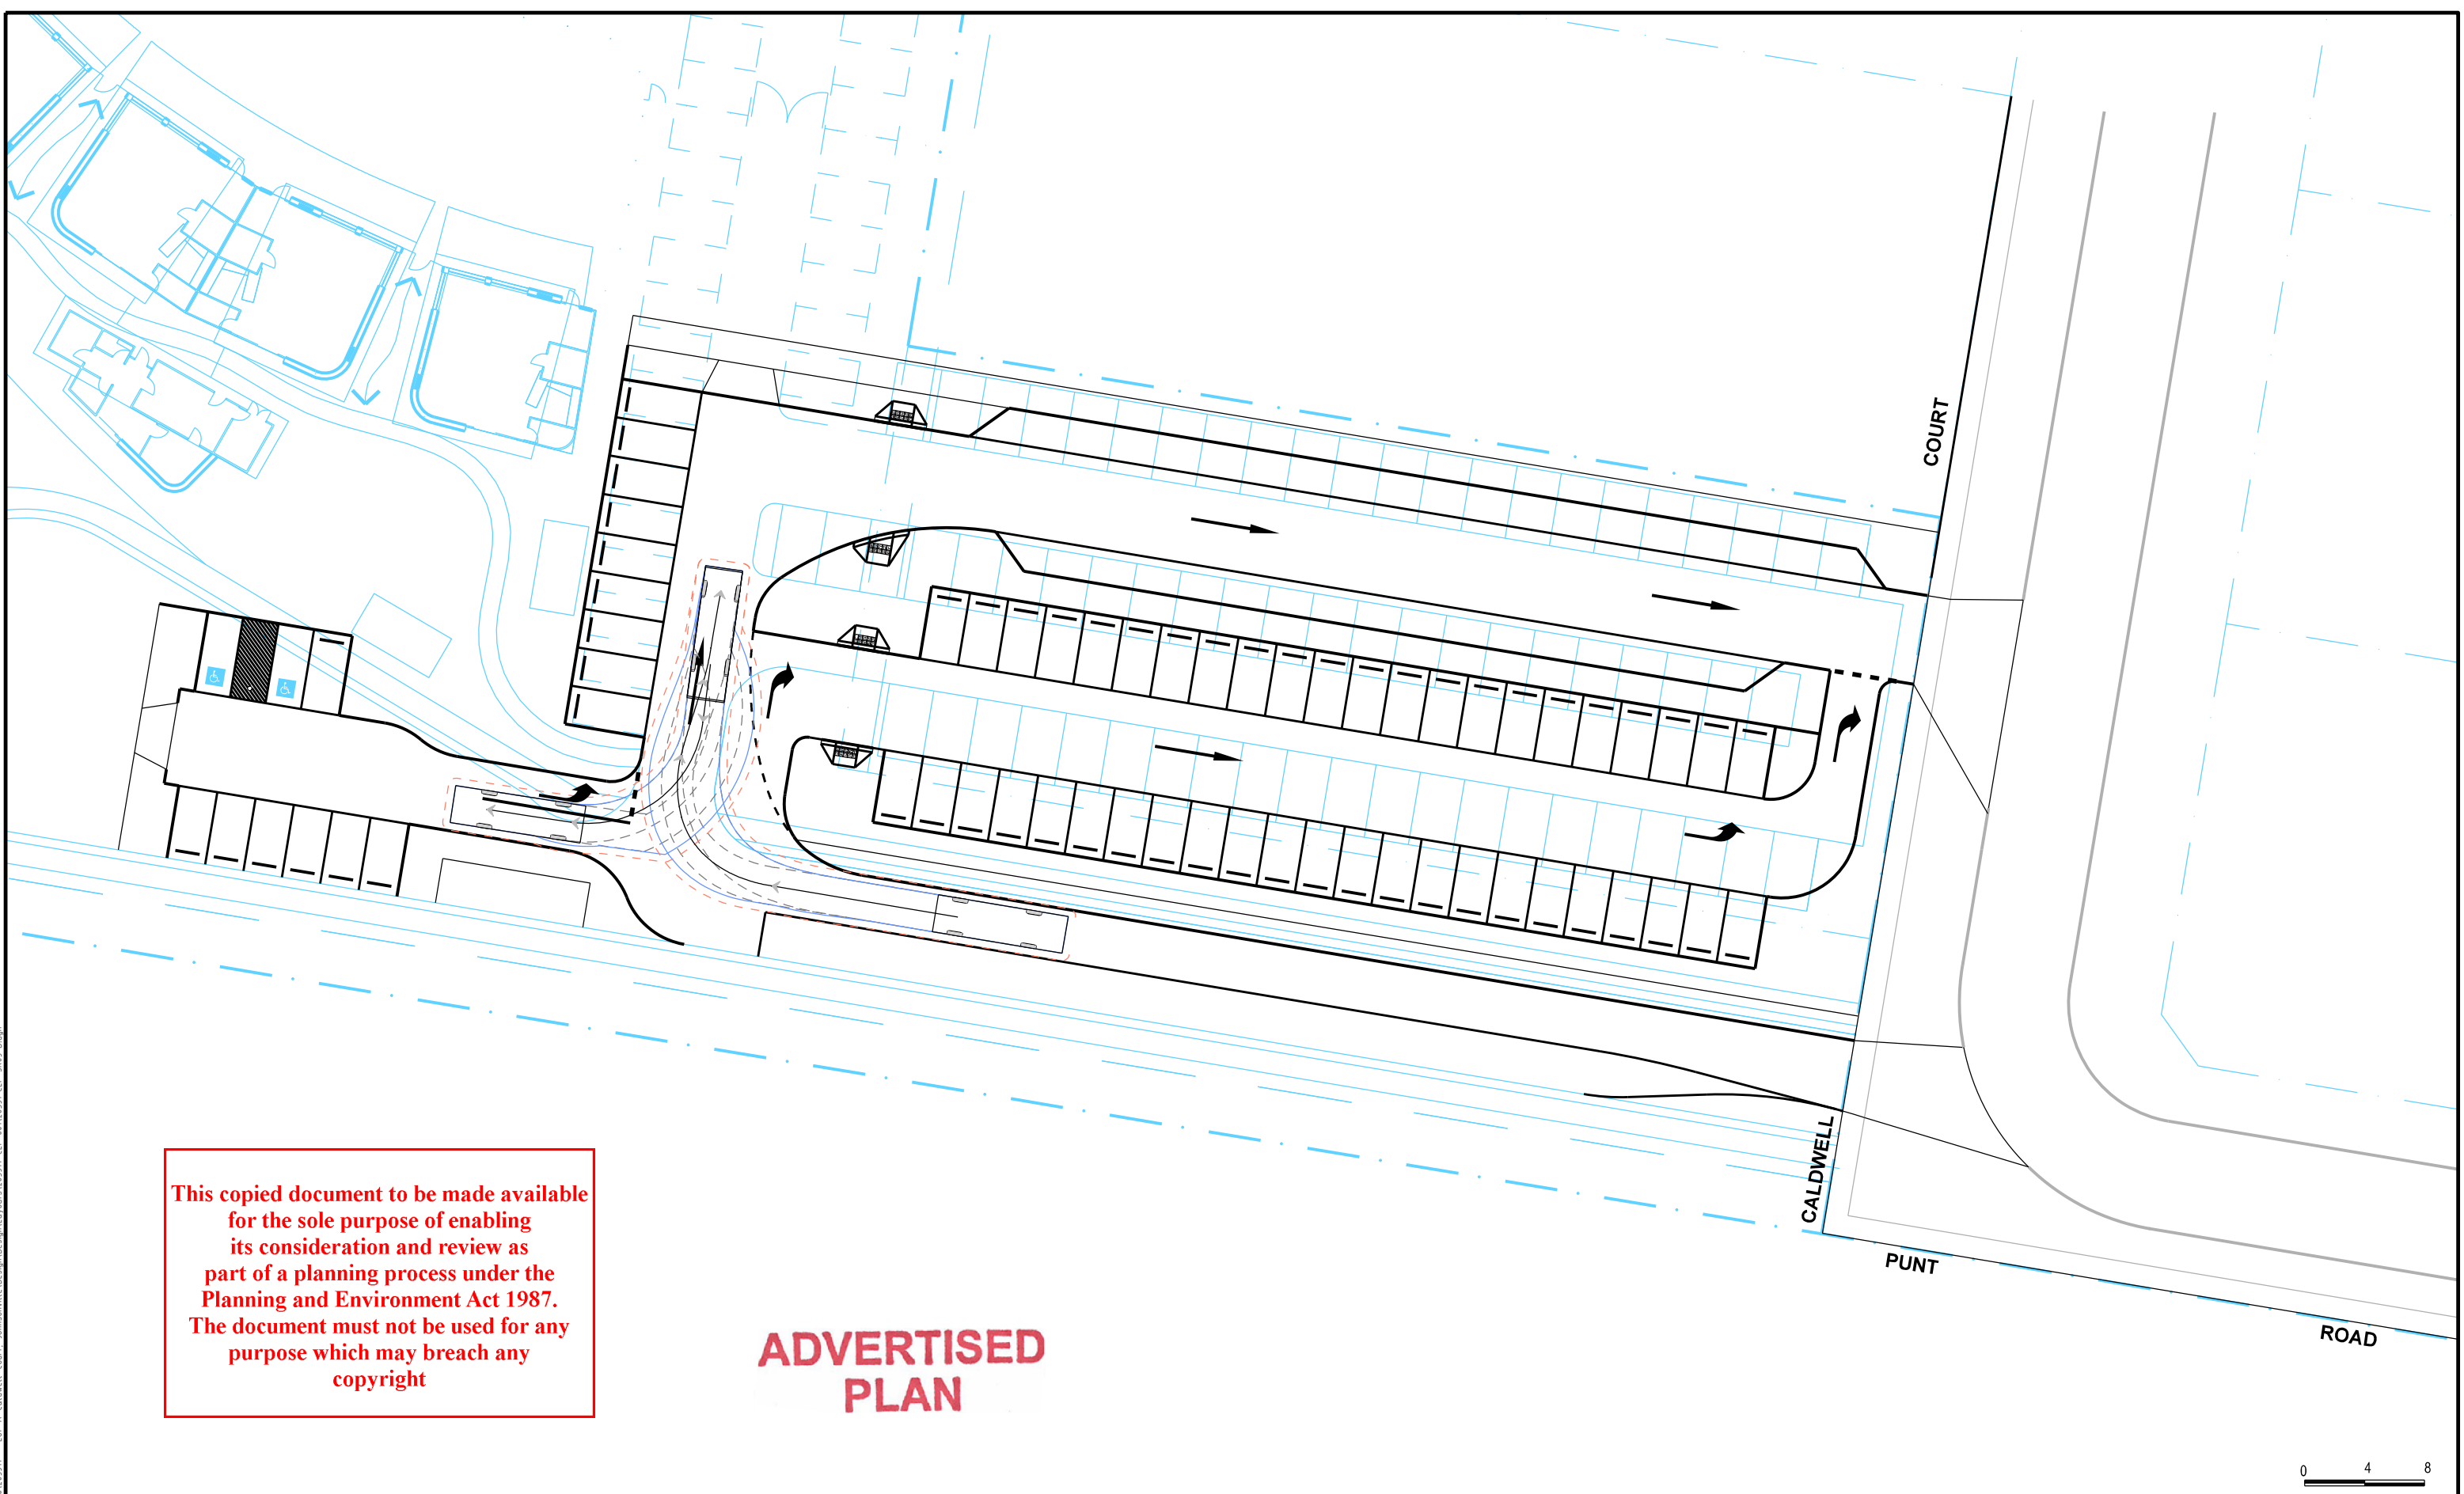 COURT
CALDWELL
PUNT
ROAD
This copied document to be made available
for the sole purpose of enabling
its consideration and review as
part of a planning process under the
Planning and Environment Act 1987.
The document must not be used for any
purpose which may breach any
copyright
ADVERTISED
PLAN
0 4 8